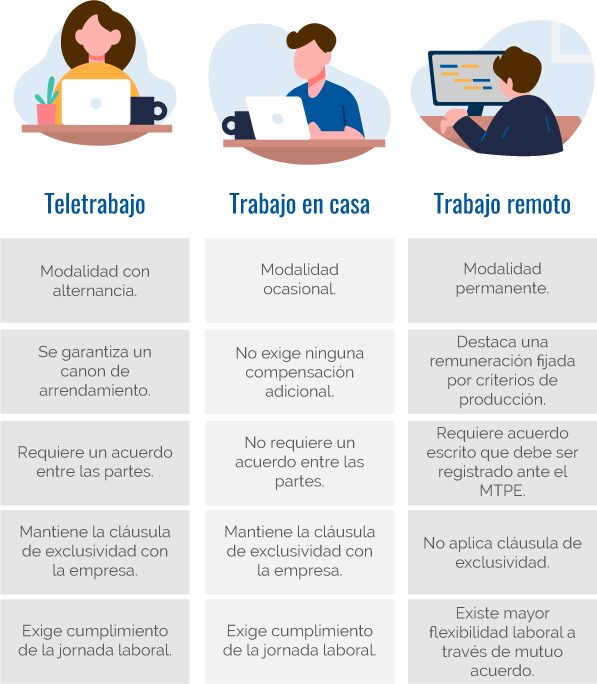 Teletrabajo
Trabajo en casa
Trabajo remoto
Modalidad con
alternancia.
Modalidad
ocasional.
Modalidad
permanente.
Se garantiza un
canon de
arrendamiento.
No exige ninguna
compensación
adicional.
Destaca una
remuneración fijada
por criterios de
producción.
Requiere un acuerdo
entre las partes.
No requiere un
acuerdo entre las
partes.
Requiere acuerdo
escrito que debe ser
registrado ante el
MTPE.
Mantiene la cláusula
de exclusividad con
la empresa.
Mantiene la cláusula
de exclusividad con
la empresa.
No aplica cláusula de
exclusividad.
Exige cumplimiento
de la jornada laboral.
Exige cumplimiento
de la jornada laboral.
Existe mayor
flexibilidad laboral a
través de mutuo
acuerdo.